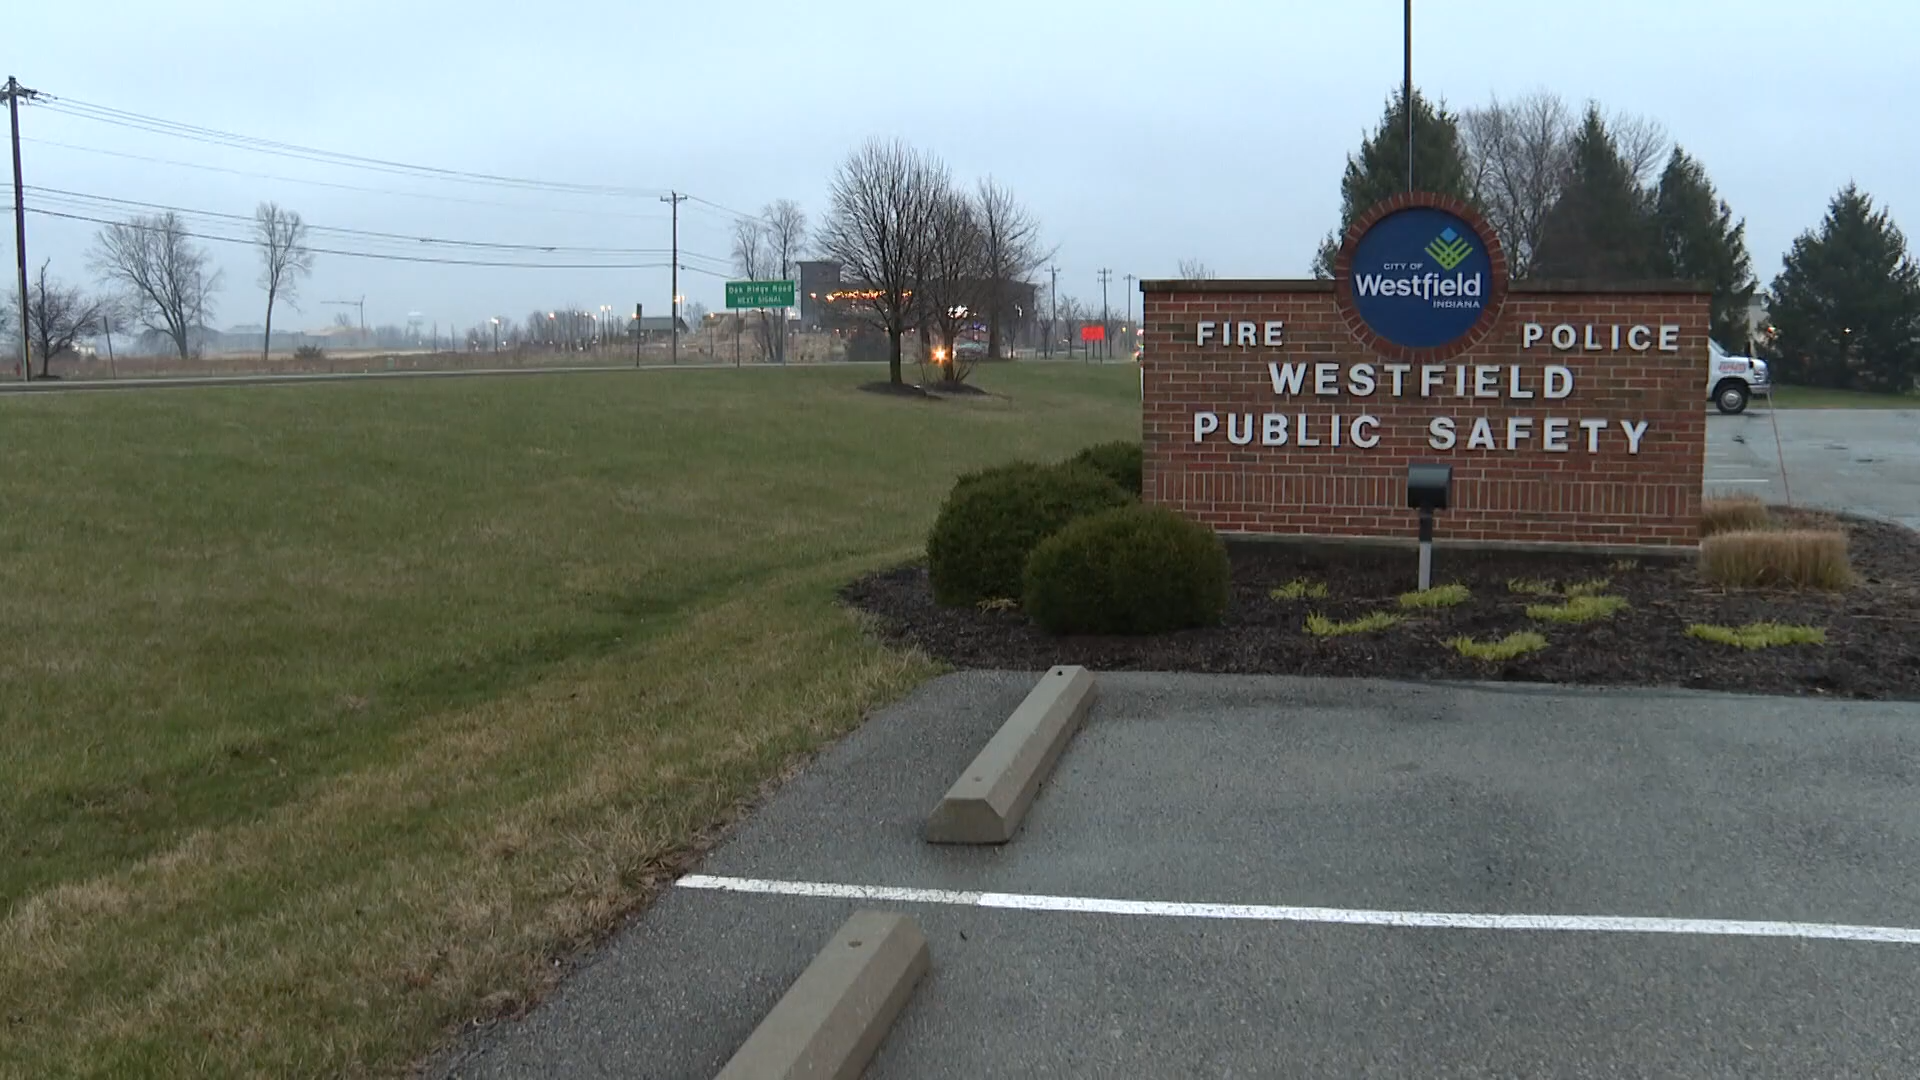 Oak Ridge Road
NEXT SIGNAL
CITY OF
Westfield
INDIANA
FIRE POLICE
WESTFIELD
PUBLIC SAFETY